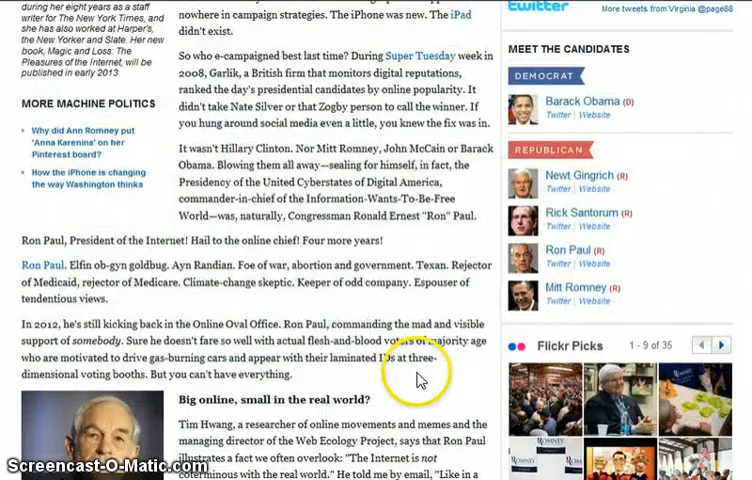 during her eight years as a staff
writer for The New York Times, and
she has also worked at Harper's,
the New Yorker and Slate. Her new
book, Magic and Loss: The
Pleasures of the Internet, will be
published in early 2013.
MORE MACHINE POLITICS
Why did Ann Romney put
'Anna Karenina' on her
Pinterest board?
How the iPhone is changing
the way Washington thinks
nowhere in campaign strategies. The iPhone was new. The iPad
didn't exist.
So who e-campaigned best last time? During Super Tuesday week in
2008, Garlik, a British firm that monitors digital reputations,
ranked the day's presidential candidates by online popularity. It
didn't take Nate Silver or that Zogby person to call the winner. If
you hung around social media even a little, you knew the fix was in.
It wasn't Hillary Clinton. Nor Mitt Romney, John McCain or Barack
Obama. Blowing them all away—sealing for himself, in fact, the
Presidency of the United Cyberstates of Digital America,
commander-in-chief of the Information-Wants-To-Be-Free
World—was, naturally, Congressman Ronald Ernest "Ron" Paul.
Ron Paul, President of the Internet! Hail to the online chief! Four more years!
Ron Paul. Elfin ob-gyn goldbug. Ayn Randian. Foe of war, abortion and government. Texan. Rejector
of Medicaid, rejector of Medicare. Climate-change skeptic. Keeper of odd company. Espouser of
tendentious views.
In 2012, he's still kicking back in the Online Oval Office. Ron Paul, commanding the mad and visible
support of somebody. Sure he doesn't fare so well with actual flesh-and-blood voters of majority age
who are motivated to drive gas-burning cars and appear with their laminated IDs at three-
dimensional voting booths. But you can't have everything.
Big online, small in the real world?
Tim Hwang, a researcher of online movements and memes and the
managing director of the Web Ecology Project, says that Ron Paul
illustrates a fact we often overlook: "The Internet is not
coterminous with the real world." He told me by email, "Like in a
twitter
More tweets from Virginia @page88
MEET THE CANDIDATES
DEMOCRAT
Barack Obama (D)
Twitter | Website
REPUBLICAN
Newt Gingrich (R)
Twitter | Website
Rick Santorum (R)
Twitter | Website
Ron Paul (R)
Twitter | Website
Mitt Romney (R)
Twitter | Website
Flickr Picks 1 - 9 of 35
ROMNEY
Screencast-O-Matic.com